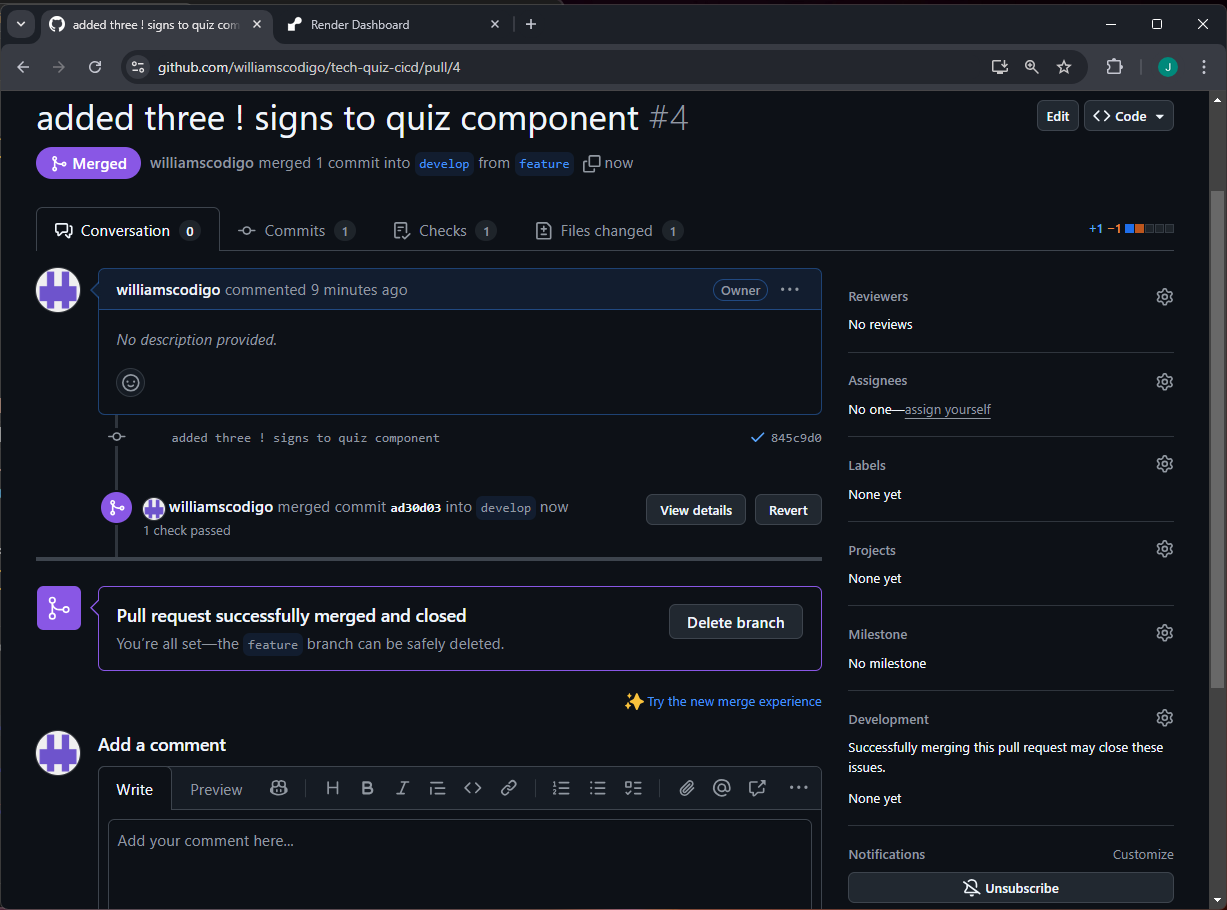 added three ! signs to quiz com
Render Dashboard
github.com/williamscodigo/tech-quiz-cicd/pull/4
J
added three ! signs to quiz component #4
Edit
Code
Merged
williamscodigo merged 1 commit into develop from feature now
Conversation 0
Commits 1
Checks 1
Files changed 1
+1 −1
williamscodigo commented 9 minutes ago
Owner
No description provided.
added three ! signs to quiz component
845c9d0
williamscodigo merged commit ad30d03 into develop now
1 check passed
View details
Revert
Pull request successfully merged and closed
You're all set—the feature branch can be safely deleted.
Delete branch
Try the new merge experience
Add a comment
Write
Preview
Add your comment here...
Reviewers
No reviews
Assignees
No one—assign yourself
Labels
None yet
Projects
None yet
Milestone
No milestone
Development
Successfully merging this pull request may close these
issues.
None yet
Notifications
Customize
Unsubscribe